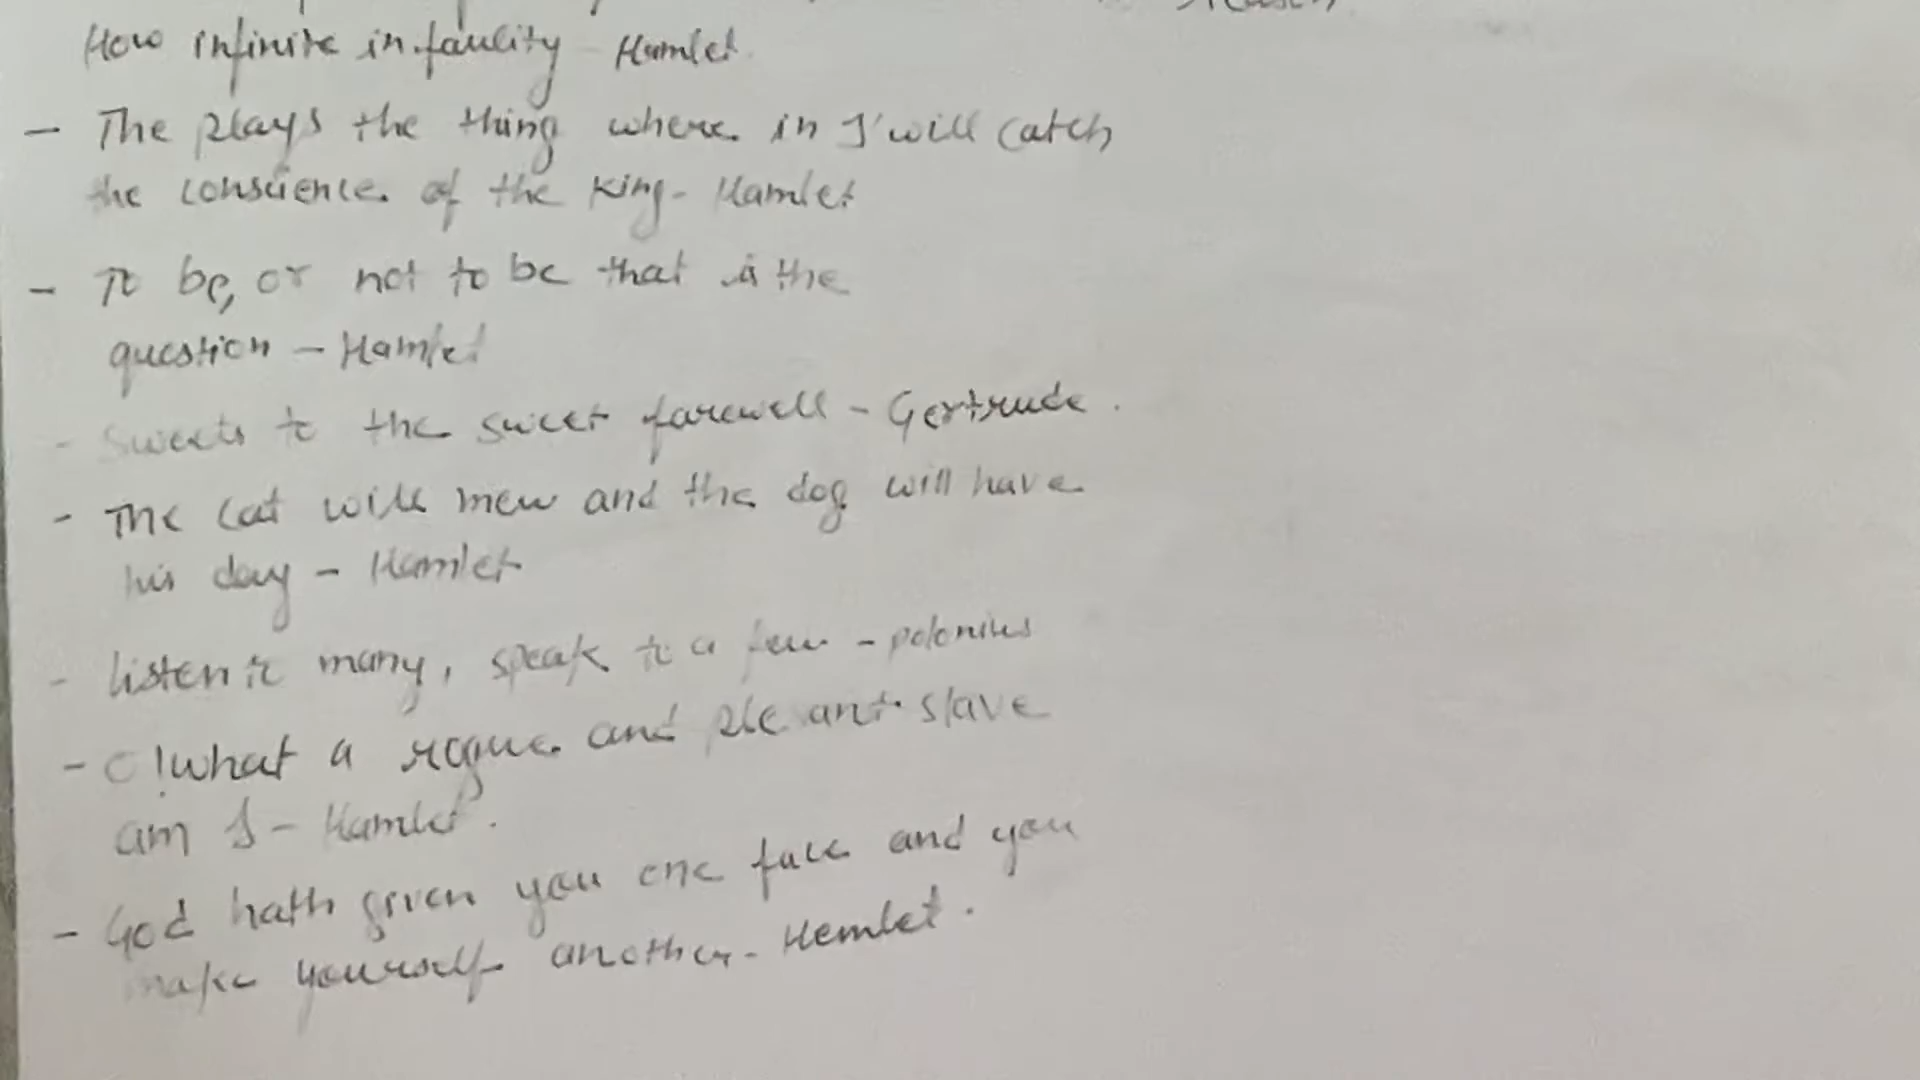 How infinite in faulity - Hamlet
- The plays the thing where in I'will catch
the conscience of the King - Hamlet
- To be, or not to be that is the
question - Hamlet
- Sweets to the sweet farewell - Gertrude.
- The cat will mew and the dog will have
his day - Hamlet
- listen to many, speak to a few - polonius
- O! what a rogue and pleasant slave
am I - Hamlet.
- God hath given you one face and you
make yourself another - Hemlet.